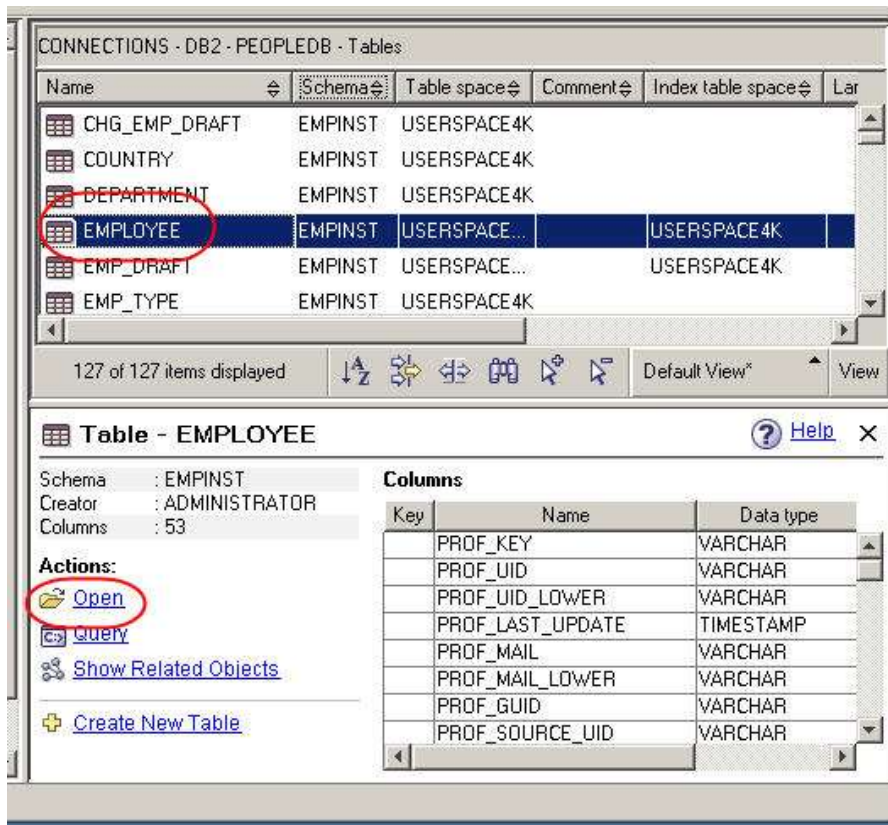 CONNECTIONS - DB2 - PEOPLEDB - Tables
Name Schema Table space Comment Index table space Lar
CHG_EMP_DRAFT EMPINST USERSPACE4K
COUNTRY EMPINST USERSPACE4K
DEPARTMENT EMPINST USERSPACE4K
EMPLOYEE EMPINST USERSPACE... USERSPACE4K
EMP_DRAFT EMPINST USERSPACE... USERSPACE4K
EMP_TYPE EMPINST USERSPACE4K
127 of 127 items displayed Default View* View
Table - EMPLOYEE Help
Schema : EMPINST
Creator : ADMINISTRATOR
Columns : 53
Actions:
Open
Query
Show Related Objects
Create New Table
Columns
Key Name Data type
PROF_KEY VARCHAR
PROF_UID VARCHAR
PROF_UID_LOWER VARCHAR
PROF_LAST_UPDATE TIMESTAMP
PROF_MAIL VARCHAR
PROF_MAIL_LOWER VARCHAR
PROF_GUID VARCHAR
PROF_SOURCE_UID VARCHAR